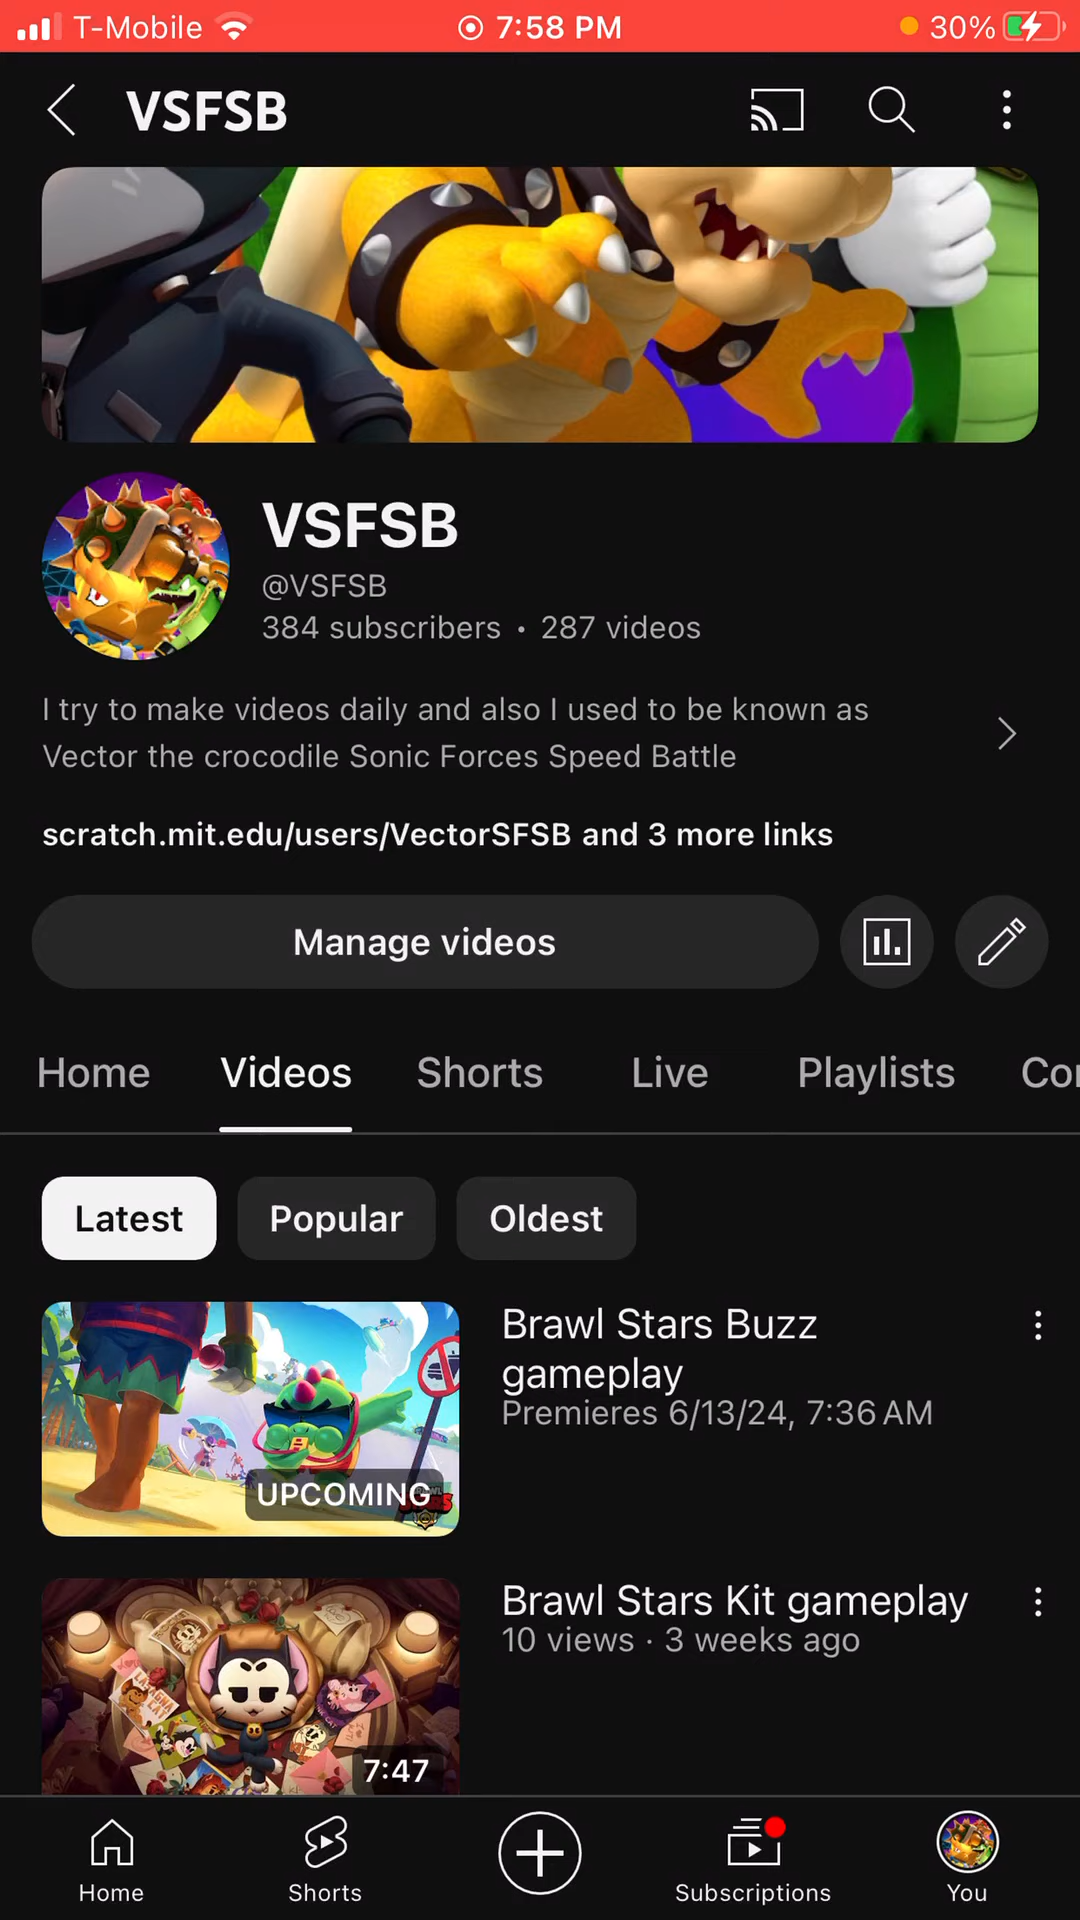 T-Mobile 7:58 PM 30%
VSFSB
VSFSB
@VSFSB
384 subscribers • 287 videos
I try to make videos daily and also I used to be known as
Vector the crocodile Sonic Forces Speed Battle
scratch.mit.edu/users/VectorSFSB and 3 more links
Manage videos
Home Videos Shorts Live Playlists Co
Latest Popular Oldest
Brawl Stars Buzz
gameplay
Premieres 6/13/24, 7:36 AM
UPCOMING
Brawl Stars Kit gameplay
10 views · 3 weeks ago
7:47
Home Shorts Subscriptions You